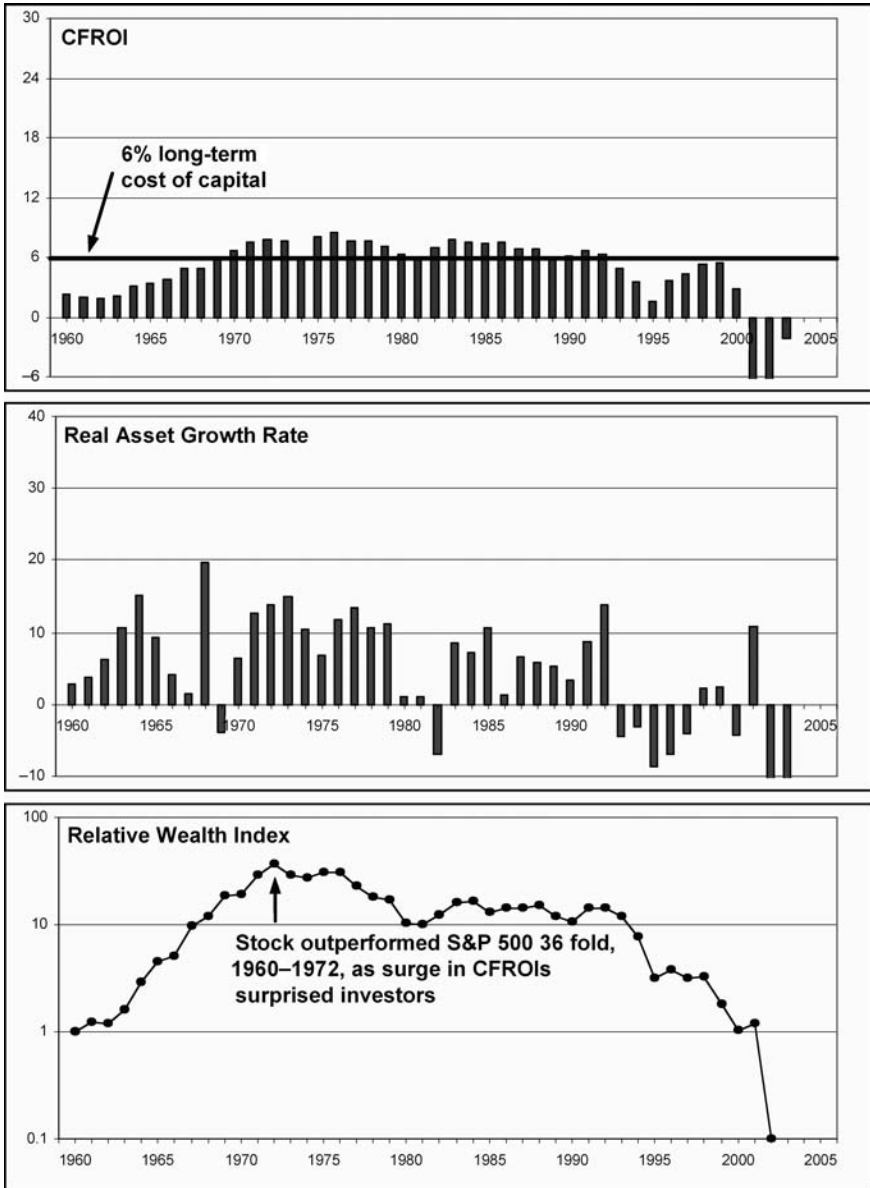 CFROI
30
24
18
12
6
0
–6
6% long-term
cost of capital
1960 1965 1970 1975 1980 1985 1990 1995 2000 2005
Real Asset Growth Rate
40
30
20
10
0
–10
1960 1965 1970 1975 1980 1985 1990 1995 2000 2005
Relative Wealth Index
100
10
1
0.1
Stock outperformed S&P 500 36 fold,
1960–1972, as surge in CFROIs
surprised investors
1960 1965 1970 1975 1980 1985 1990 1995 2000 2005